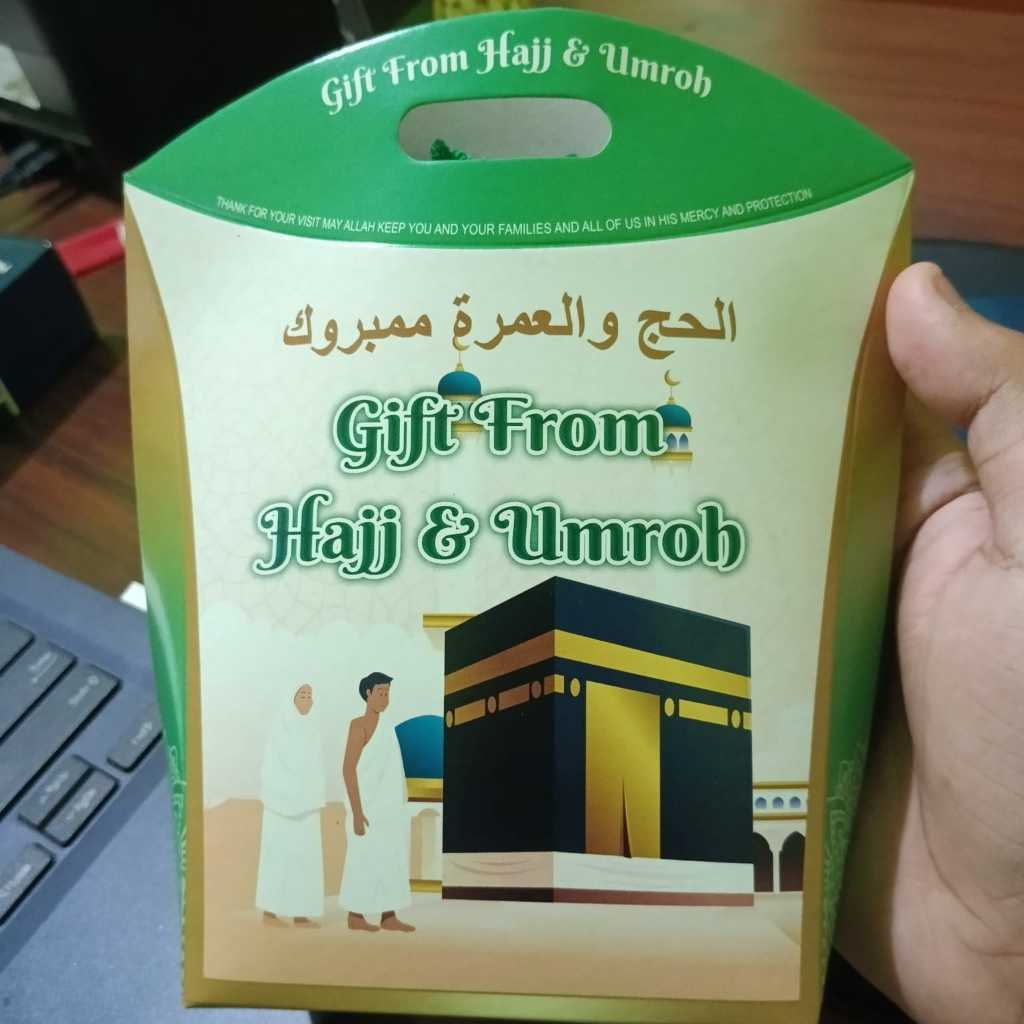 Gift From Hajj & Umroh
THANK FOR YOUR VISIT MAY ALLAH KEEP YOU AND YOUR FAMILIES AND ALL OF US IN HIS MERCY AND PROTECTION
الحج والعمرة ممبروك
Gift From
Hajj & Umroh